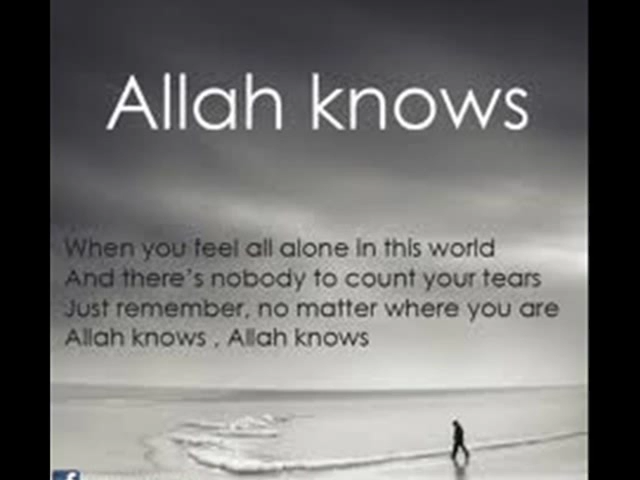 Allah knows
When you feel all alone in this world
And there's nobody to count your tears
Just remember, no matter where you are
Allah knows , Allah knows